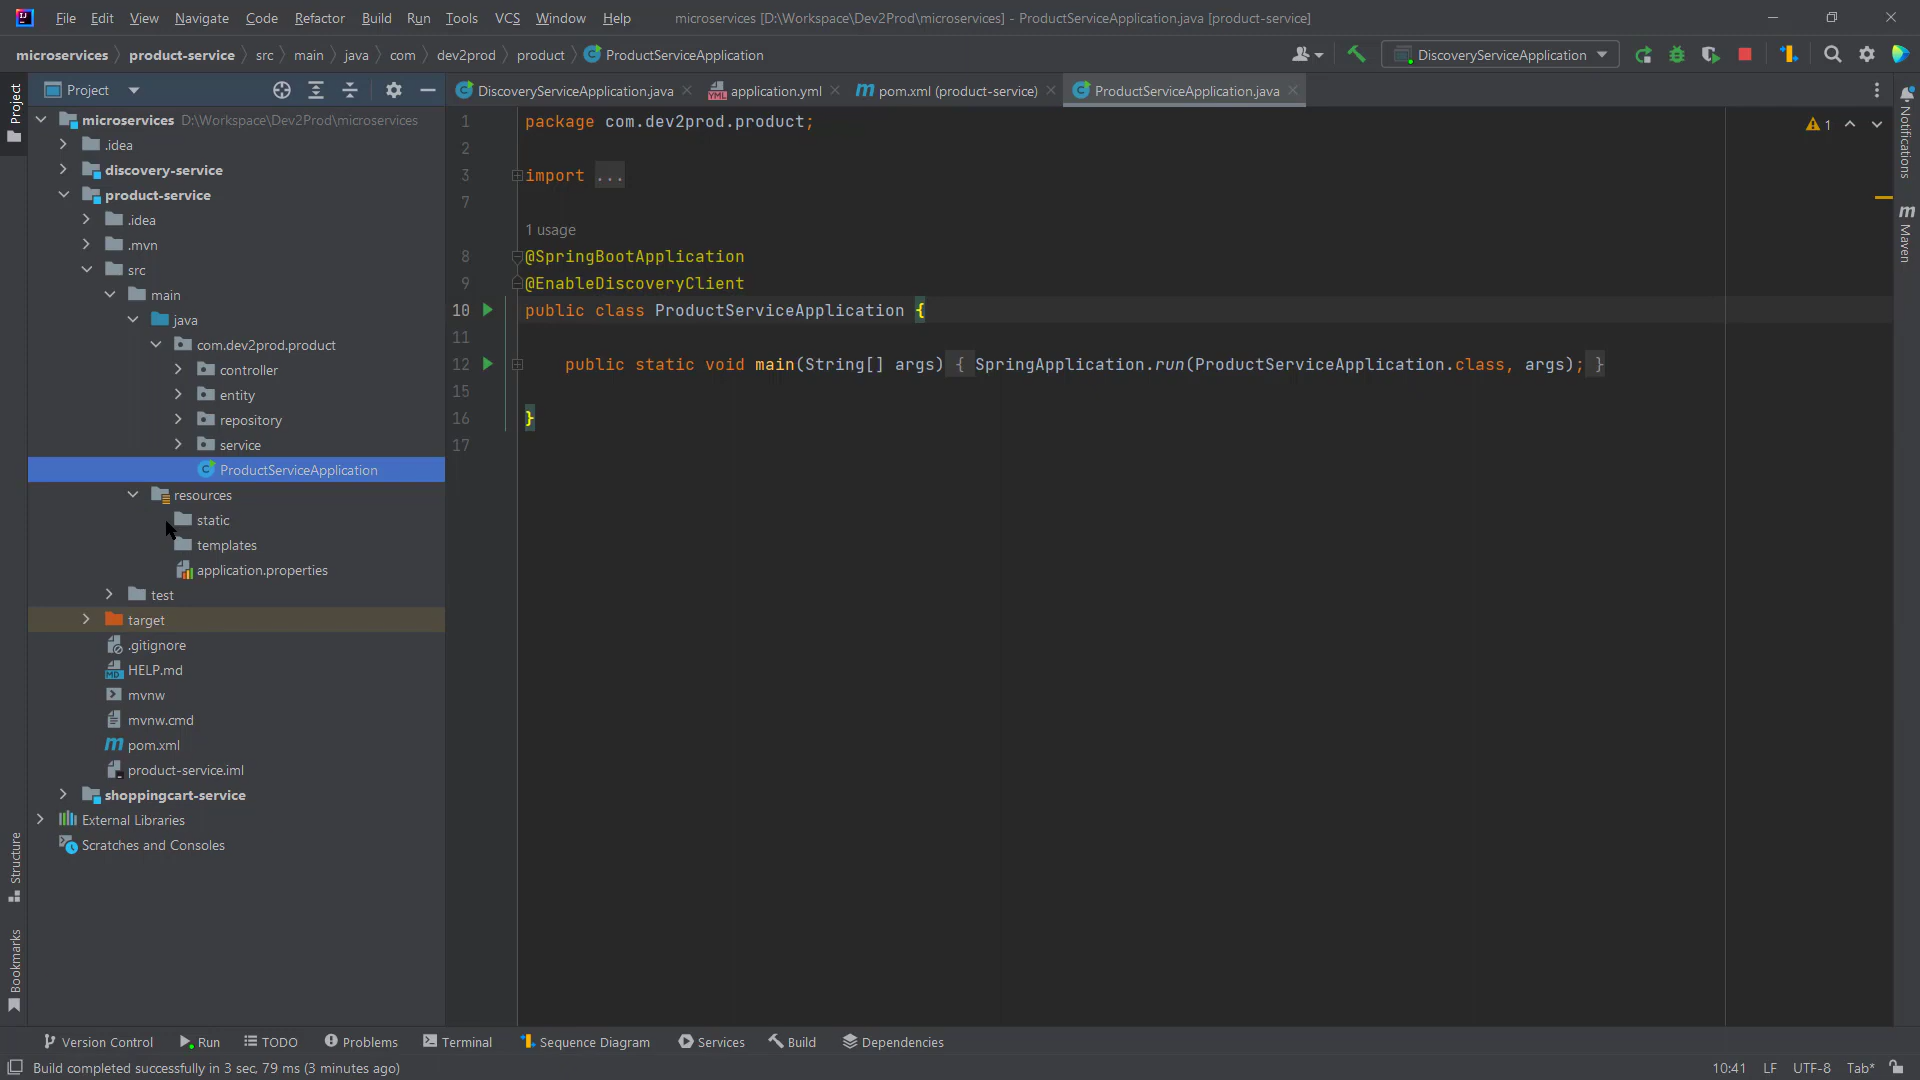 File Edit View Navigate Code Refactor Build Run Tools VCS Window Help microservices [D:\Workspace\Dev2Prod\microservices] - ProductServiceApplication.java [product-service]
microservices product-service src main java com dev2prod product ProductServiceApplication DiscoveryServiceApplication
Project DiscoveryServiceApplication.java application.yml pom.xml (product-service) ProductServiceApplication.java
microservices D:\Workspace\Dev2Prod\microservices
.idea
discovery-service
product-service
.idea
.mvn
src
main
java
com.dev2prod.product
controller
entity
repository
service
ProductServiceApplication
resources
static
templates
application.properties
test
target
.gitignore
HELP.md
mvnw
mvnw.cmd
pom.xml
product-service.iml
shoppingcart-service
External Libraries
Scratches and Consoles
1 package com.dev2prod.product;
2
3 import ...
7
1 usage
8 @SpringBootApplication
9 @EnableDiscoveryClient
10 public class ProductServiceApplication {
11
12 public static void main(String[] args) { SpringApplication.run(ProductServiceApplication.class, args); }
15
16 }
17
1
Project
Structure
Bookmarks
Notifications
Maven
Version Control Run TODO Problems Terminal Sequence Diagram Services Build Dependencies
Build completed successfully in 3 sec, 79 ms (3 minutes ago) 10:41 LF UTF-8 Tab*